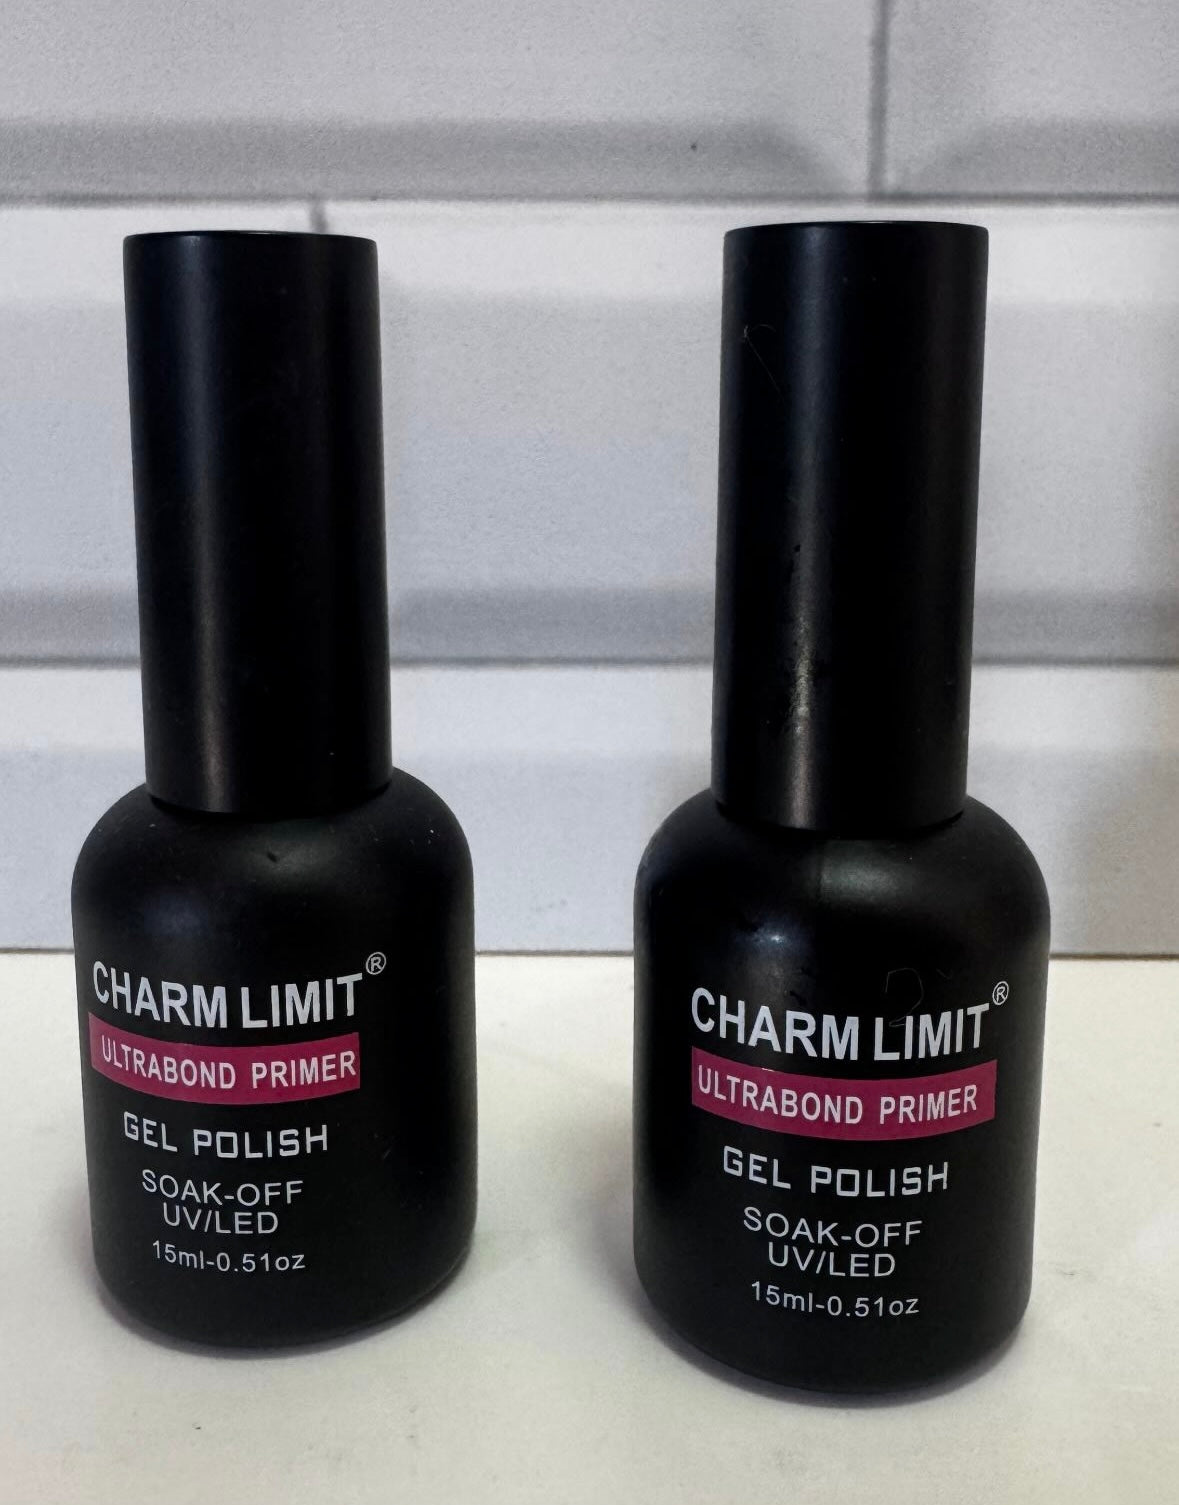 CHARM LIMIT®
ULTRABOND PRIMER
GEL POLISH
SOAK-OFF
UV/LED
15ml-0.51oz
CHARM LIMIT®
ULTRABOND PRIMER
GEL POLISH
SOAK-OFF
UV/LED
15ml-0.51oz